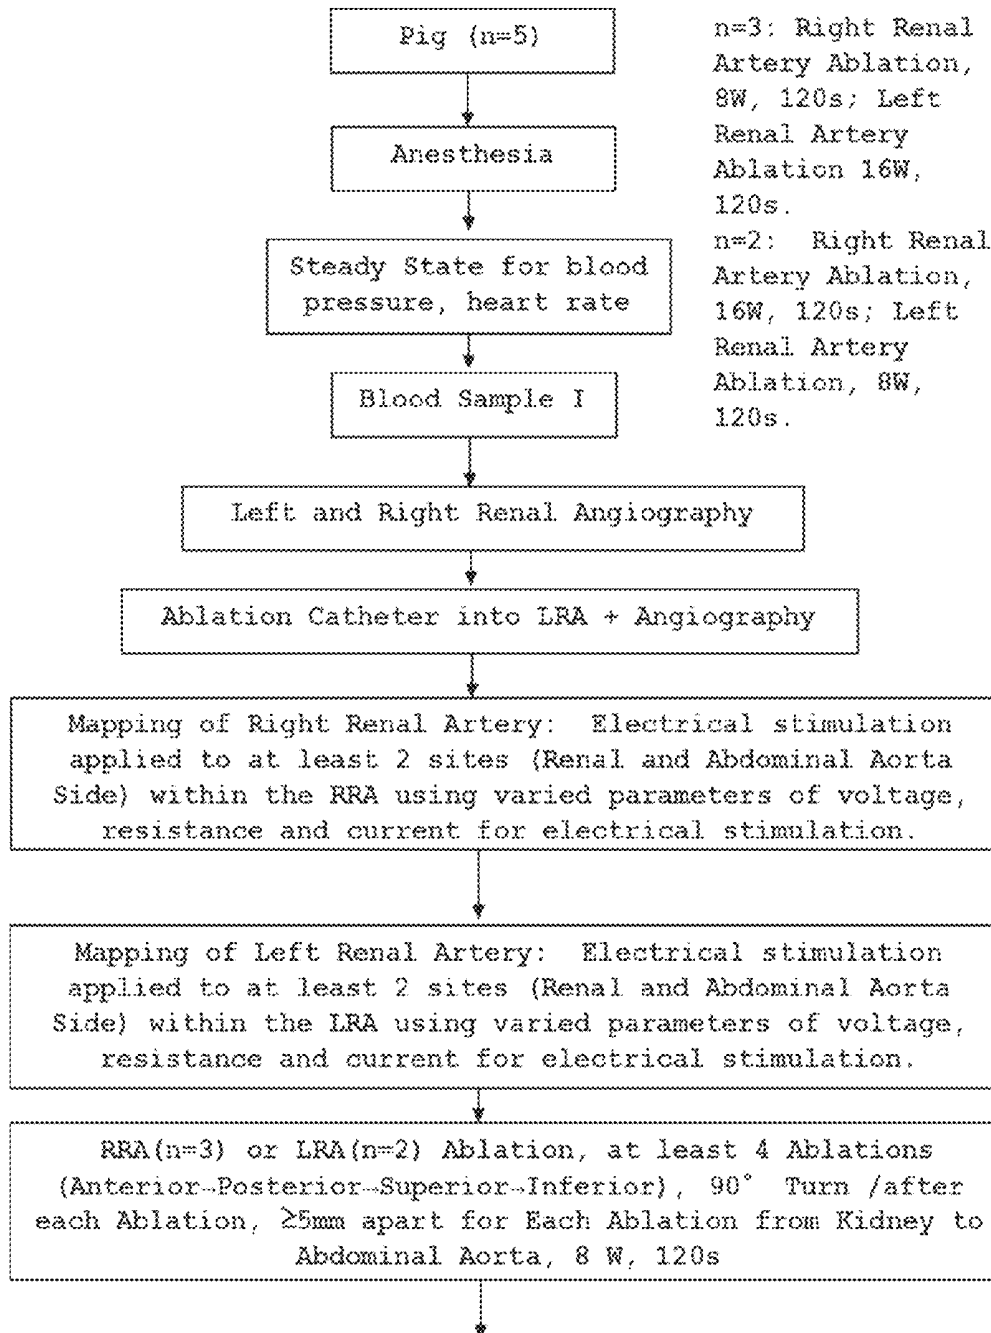 Pig (n=5)
n=3: Right Renal
Artery Ablation,
8W, 120s; Left
Renal Artery
Ablation 16W,
120s.
n=2: Right Renal
Artery Ablation,
16W, 120s; Left
Renal Artery
Ablation, 8W,
120s.
Anesthesia
Steady State for blood
pressure, heart rate
Blood Sample I
Left and Right Renal Angiography
Ablation Catheter into LRA + Angiography
Mapping of Right Renal Artery: Electrical stimulation
applied to at least 2 sites (Renal and Abdominal Aorta
Side) within the RRA using varied parameters of voltage,
resistance and current for electrical stimulation.
Mapping of Left Renal Artery: Electrical stimulation
applied to at least 2 sites (Renal and Abdominal Aorta
Side) within the LRA using varied parameters of voltage,
resistance and current for electrical stimulation.
RRA(n=3) or LRA(n=2) Ablation, at least 4 Ablations
(Anterior→Posterior→Superior→Inferior), 90° Turn /after
each Ablation, ≥5mm apart for Each Ablation from Kidney to
Abdominal Aorta, 8 W, 120s